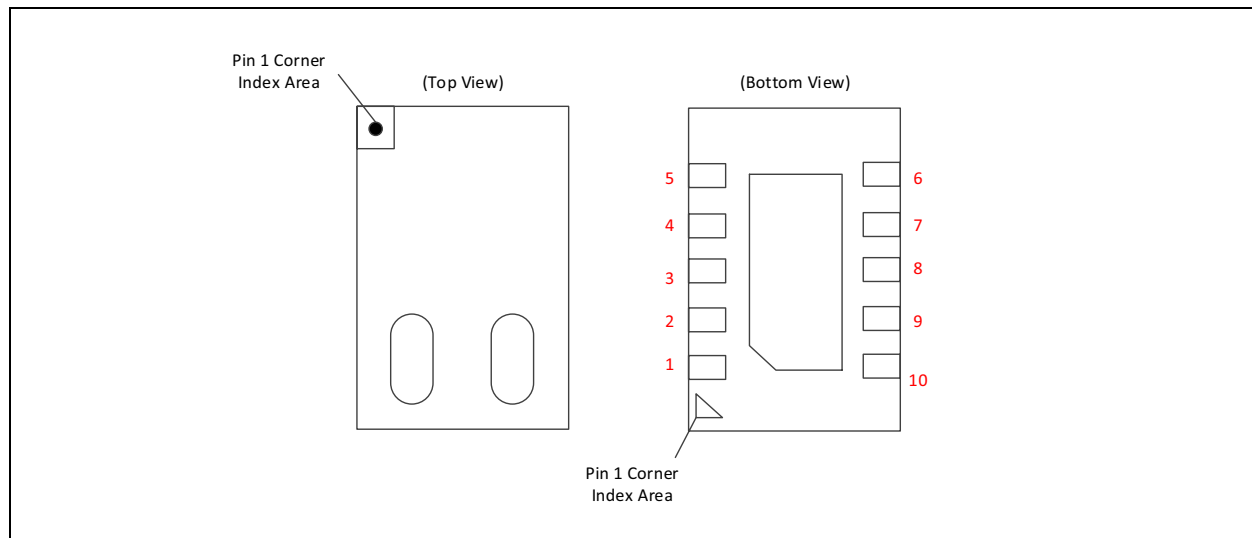 Pin 1 Corner
Index Area
(Top View)
(Bottom View)
5
6
4
7
3
8
2
9
1
10
Pin 1 Corner
Index Area